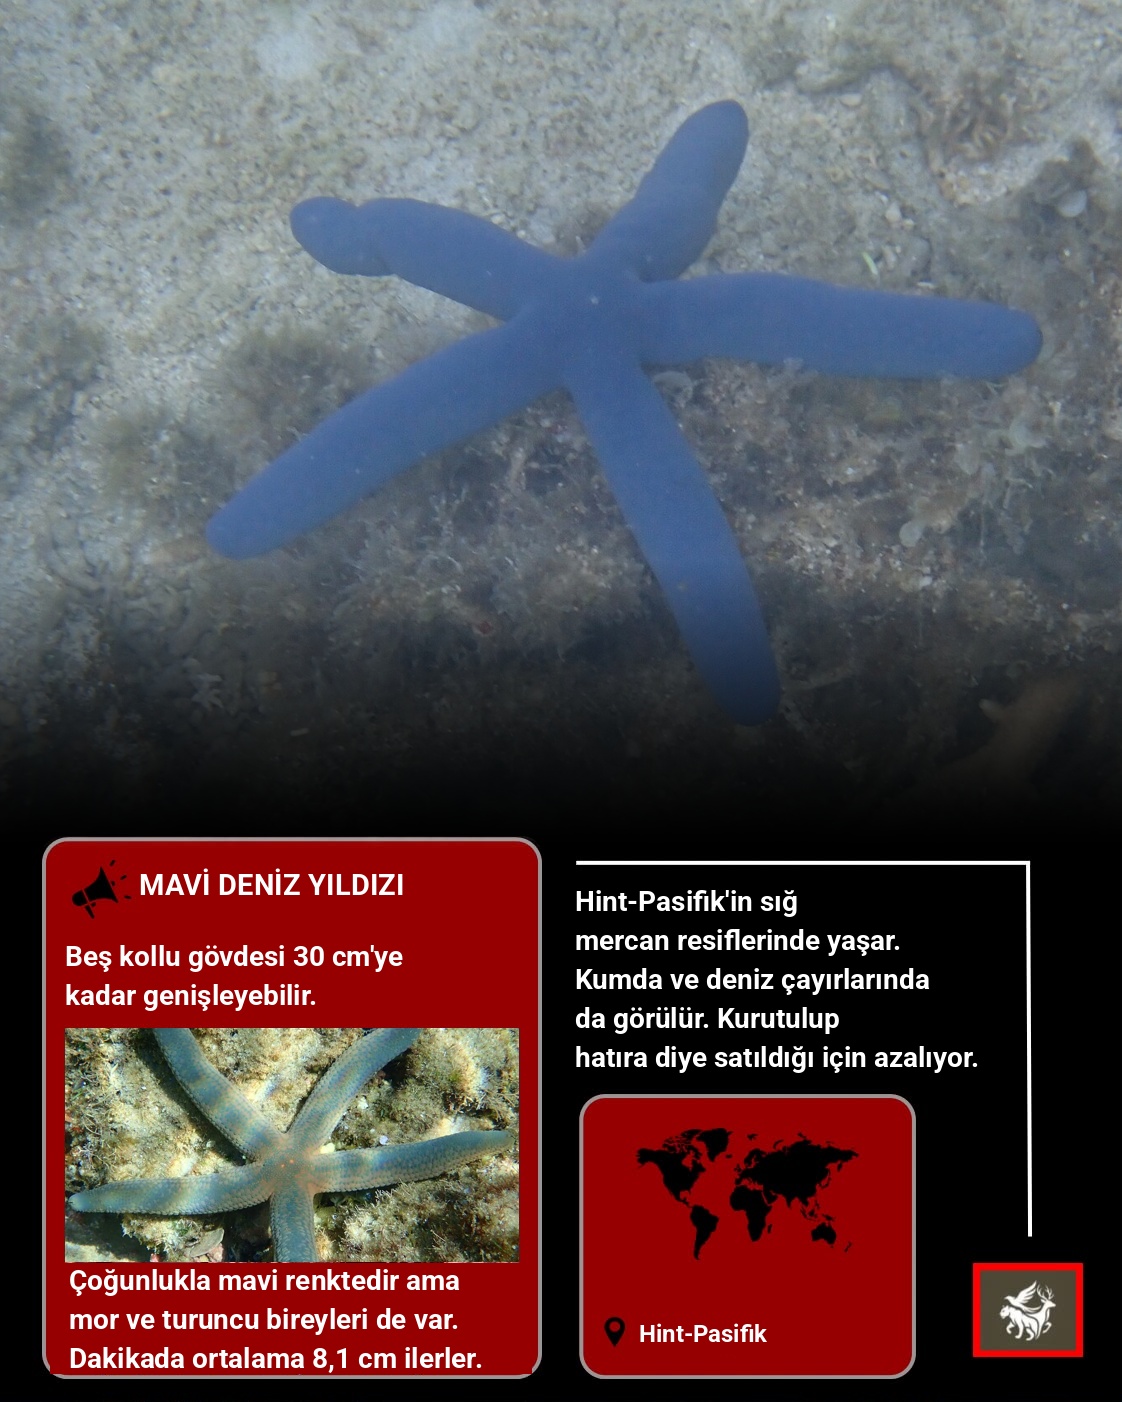 MAVİ DENİZ YILDIZI
Beş kollu gövdesi 30 cm'ye
kadar genişleyebilir.
Çoğunlukla mavi renktedir ama
mor ve turuncu bireyleri de var.
Dakikada ortalama 8,1 cm ilerler.
Hint-Pasifik'in sığ
mercan resiflerinde yaşar.
Kumda ve deniz çayırlarında
da görülür. Kurutulup
hatıra diye satıldığı için azalıyor.
Hint-Pasifik